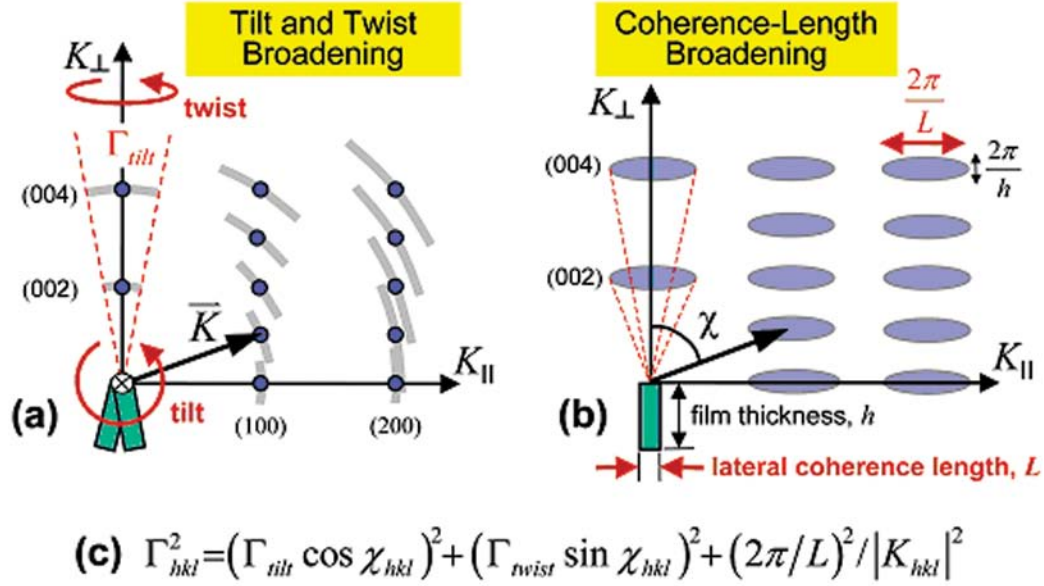 Tilt and Twist
Broadening
K⊥
twist
Γtilt
(004)
(002)
K̅
K||
tilt
(a)
(100)
(200)
Coherence-Length
Broadening
K⊥
2π/L
(004)
2π/h
(002)
χ
K||
(b)
film thickness, h
lateral coherence length, L
(c) Γ²hkl=(Γtilt cos χhkl)²+(Γtwist sin χhkl)²+(2π/L)²/|Khkl|²